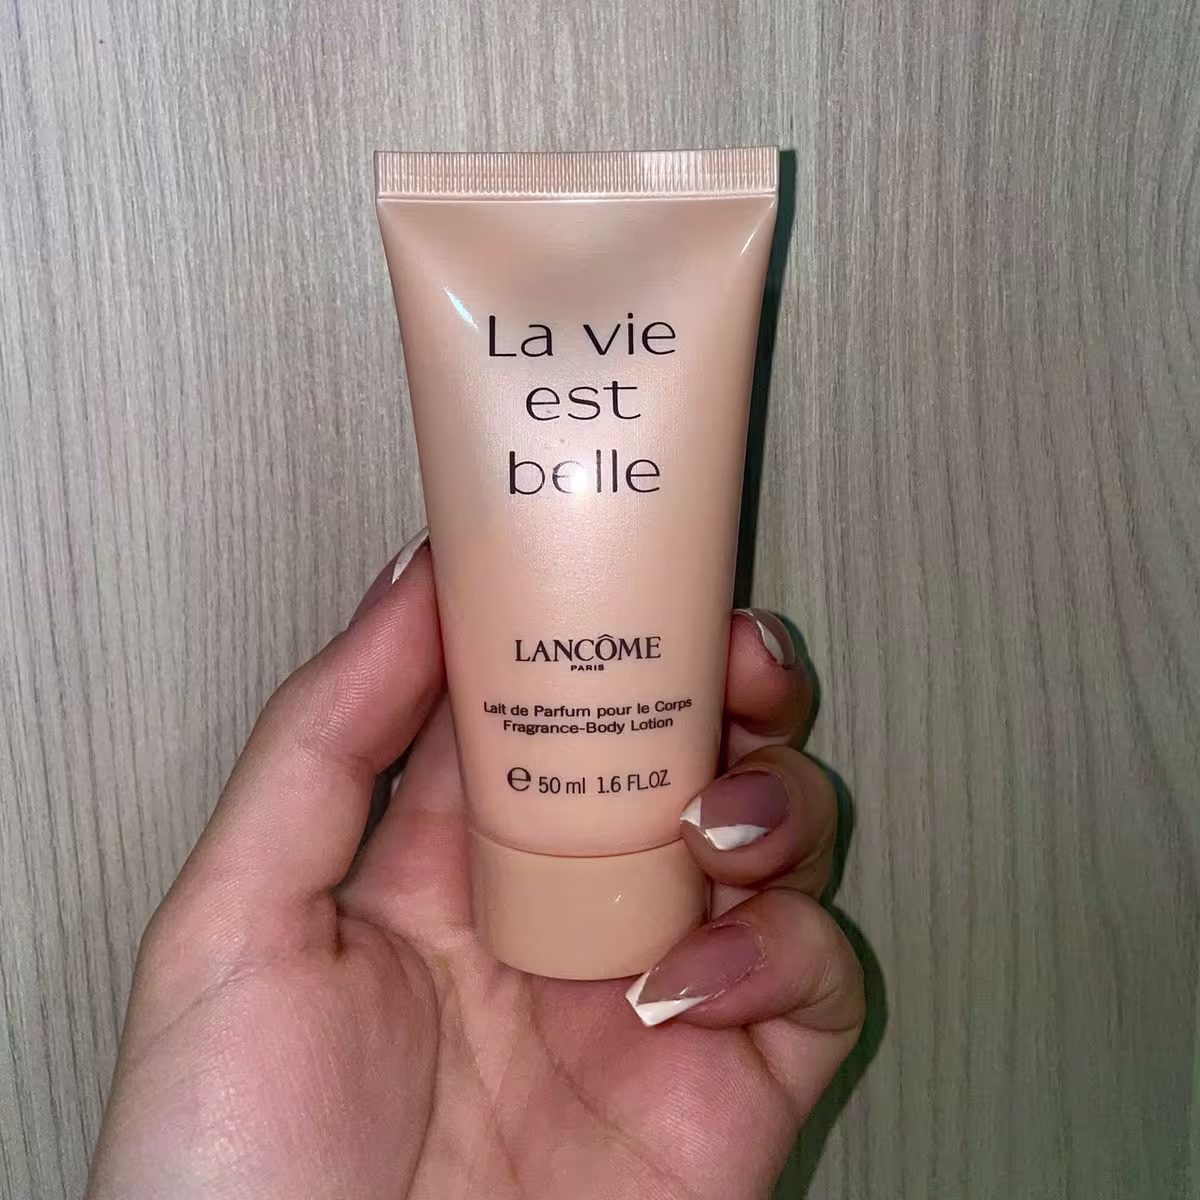 La vie
est
belle
LANCÔME
PARIS
Lait de Parfum pour le Corps
Fragrance-Body Lotion
℮ 50 ml 1.6 FL.OZ.